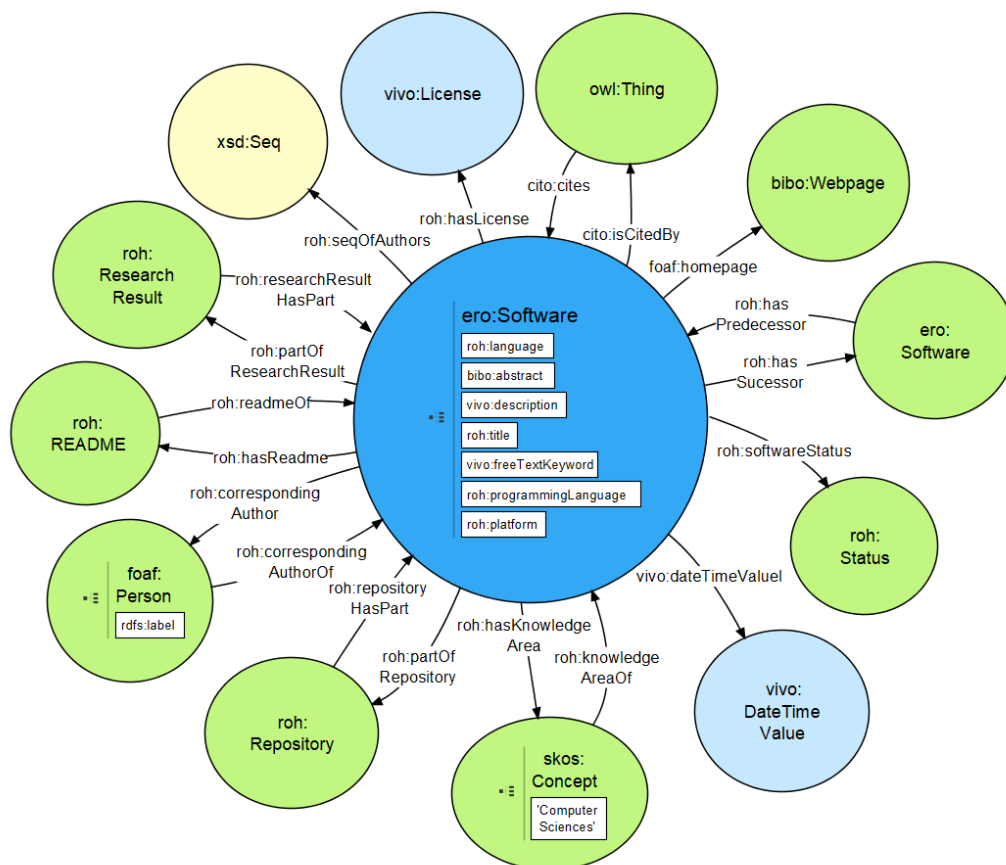 vivo:License
owl:Thing
xsd:Seq
bibo:Webpage
cito:cites
roh:hasLicense
cito:isCitedBy
roh:seqOfAuthors
foaf:homepage
roh:
Research
Result
roh:researchResult
HasPart
roh:partOf
ResearchResult
roh:has
Predecessor
roh:has
Sucessor
ero:
Software
ero:Software
roh:language
bibo:abstract
vivo:description
roh:title
vivo:freeTextKeyword
roh:programmingLanguage
roh:platform
roh:
README
roh:readmeOf
roh:hasReadme
roh:softwareStatus
roh:
Status
roh:corresponding
Author
roh:corresponding
AuthorOf
foaf:
Person
rdfs:label
roh:repository
HasPart
roh:partOf
Repository
roh:
Repository
roh:hasKnowledge
Area
roh:knowledge
AreaOf
skos:
Concept
'Computer
Sciences'
vivo:dateTimeValuel
vivo:
DateTime
Value